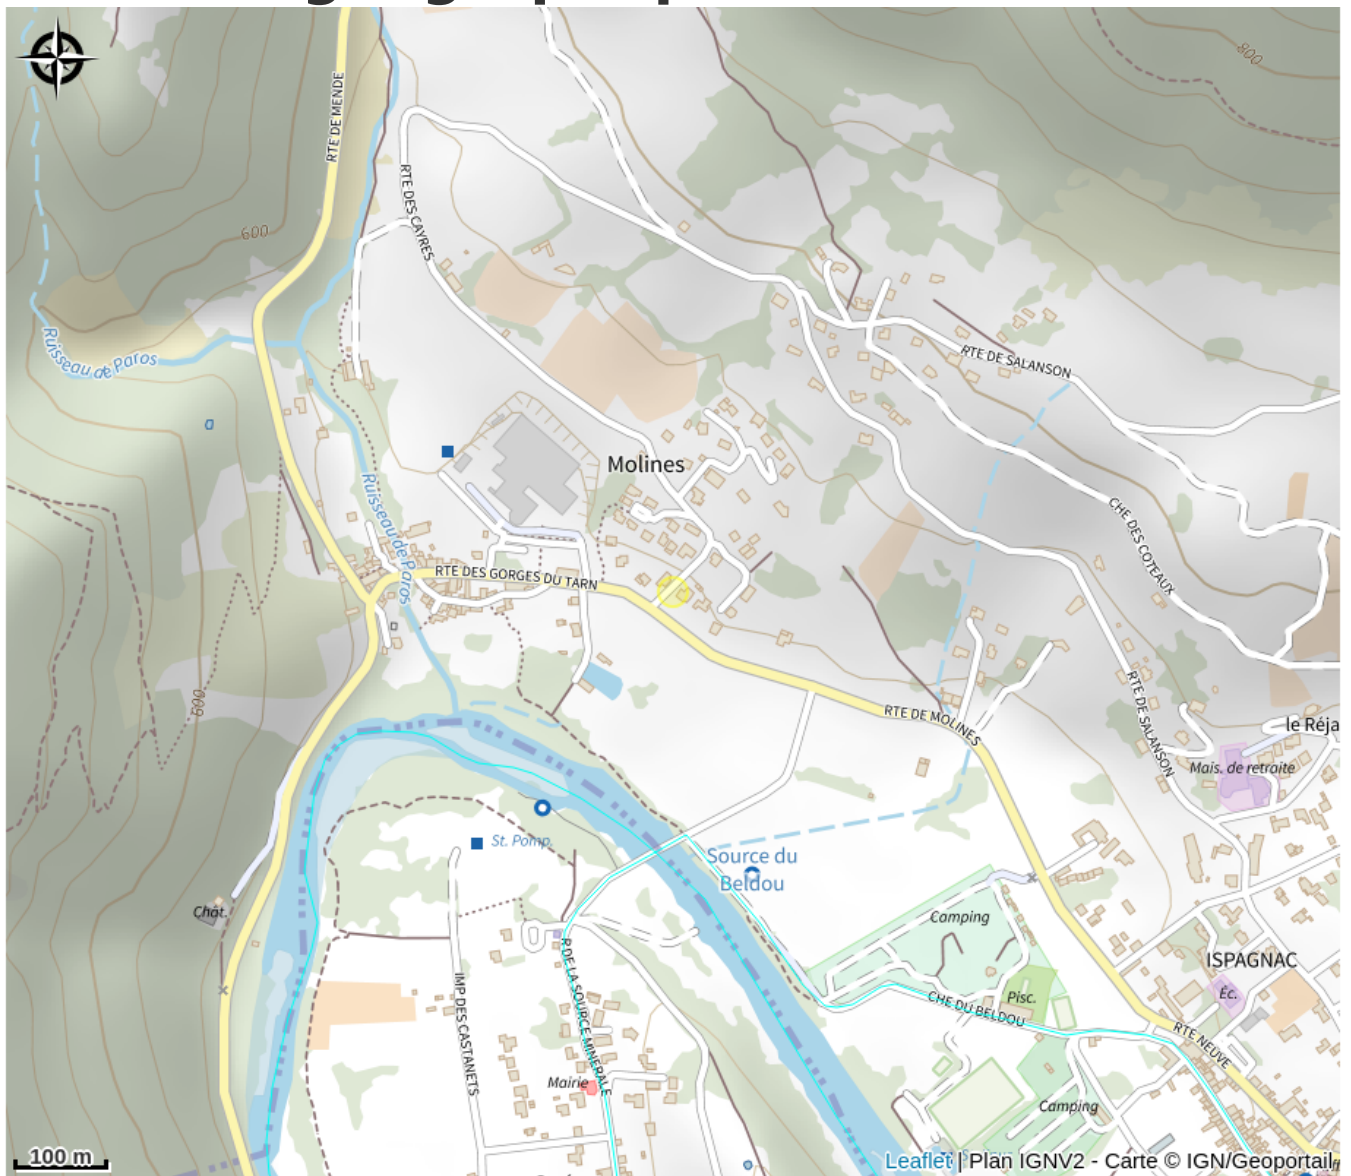 800
RTE DE MENDE
RTE DES CAYRES
600
Ruisseau de Paros
RTE DE SALANSON
Molines
Ruisseau de Paros
CHE DES COTEAUX
RTE DES GORGES DU TARN
600
RTE DE MOLINES
RTE DE SALANSON
le Réja
Mais. de retraite
St. Pomp.
Source du
Beldou
Chât.
Camping
ISPAGNAC
Éc.
Pisc.
CHE DU BELDOU
R DE LA SOURCE MINERALE
IMP DES CASTANETS
RTE NEUVE
Mairie
Camping
100 m
Leaflet | Plan IGNV2 - Carte © IGN/Geoportail